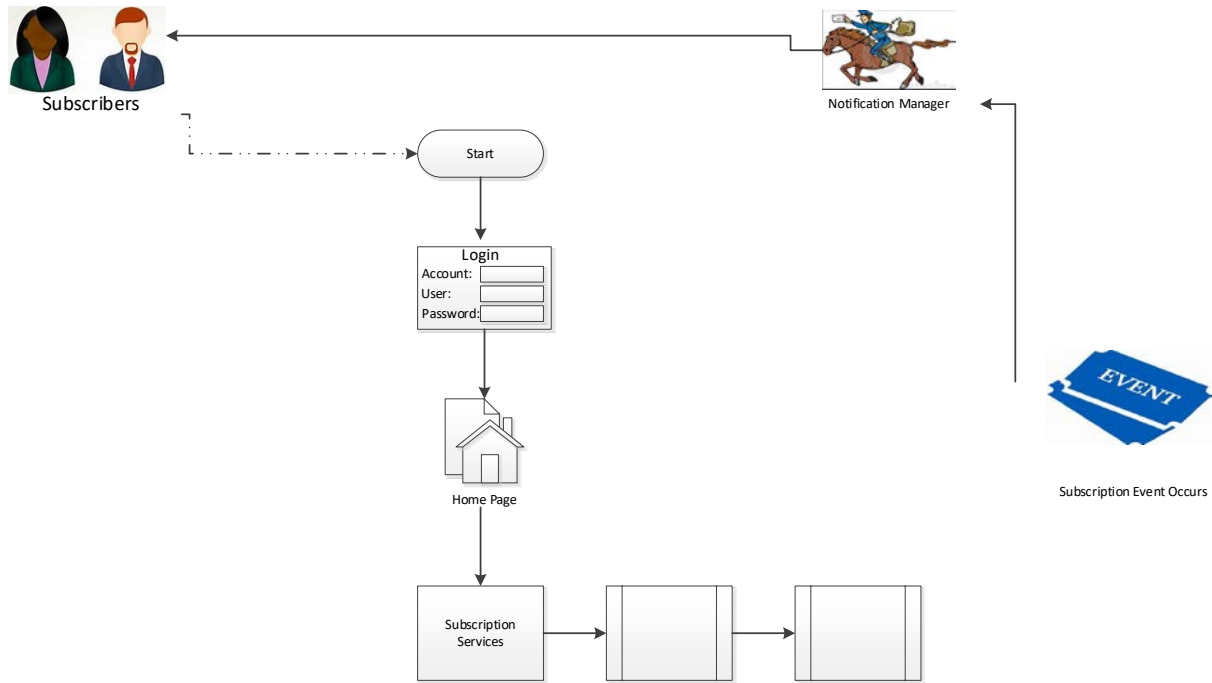 Subscribers
Notification Manager
Start
Login
Account:
User:
Password:
EVENT
Home Page
Subscription Event Occurs
Subscription
Services